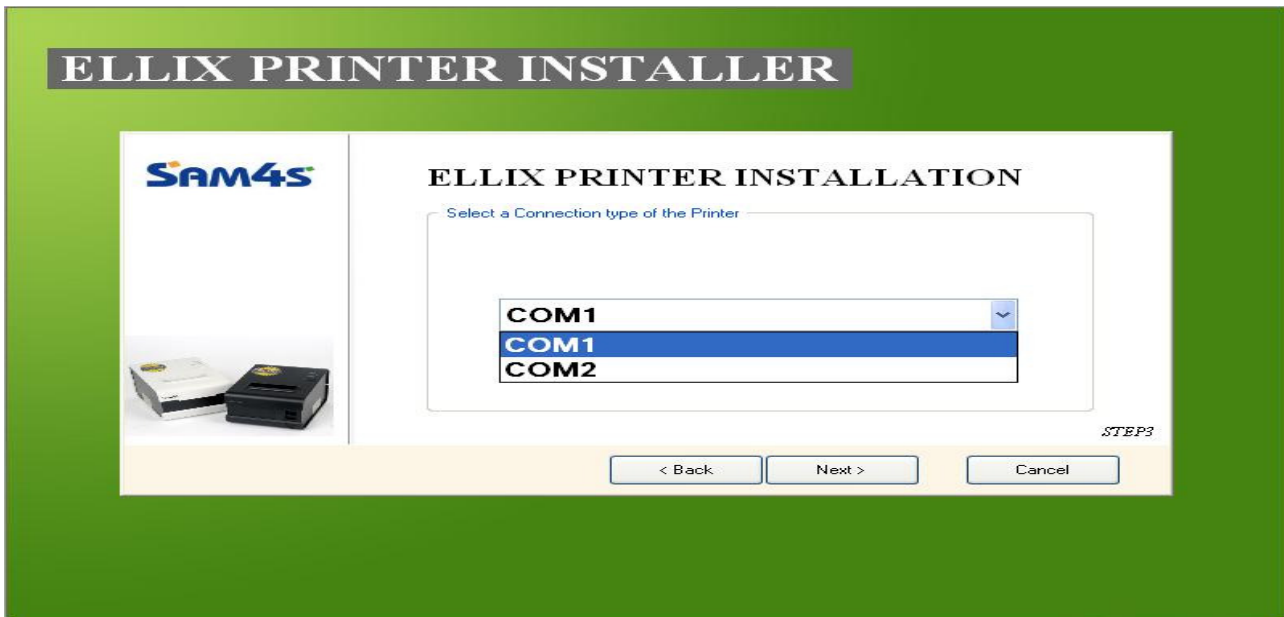 ELLIX PRINTER INSTALLER
SAM4S
ELLIX PRINTER INSTALLATION
Select a Connection type of the Printer
COM1
COM1
COM2
STEP3
< Back Next > Cancel